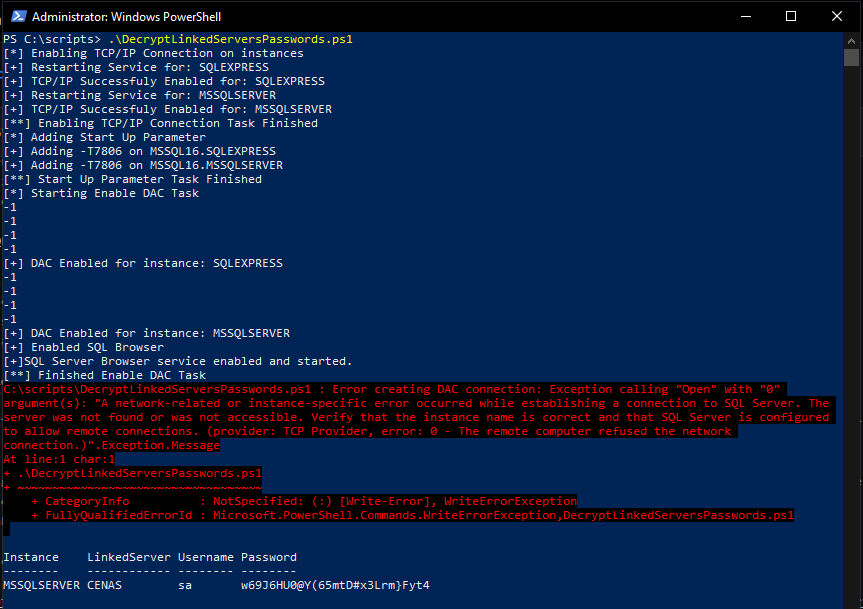 Administrator: Windows PowerShell
PS C:\scripts> .\DecryptLinkedServersPasswords.ps1
[*] Enabling TCP/IP Connection on instances
[+] Restarting Service for: SQLEXPRESS
[+] TCP/IP Successfuly Enabled for: SQLEXPRESS
[+] Restarting Service for: MSSQLSERVER
[+] TCP/IP Successfuly Enabled for: MSSQLSERVER
[**] Enabling TCP/IP Connection Task Finished
[*] Adding Start Up Parameter
[+] Adding -T7806 on MSSQL16.SQLEXPRESS
[+] Adding -T7806 on MSSQL16.MSSQLSERVER
[**] Start Up Parameter Task Finished
[*] Starting Enable DAC Task
-1
-1
-1
-1
[+] DAC Enabled for instance: SQLEXPRESS
-1
-1
-1
-1
[+] DAC Enabled for instance: MSSQLSERVER
[+] Enabled SQL Browser
[+]SQL Server Browser service enabled and started.
[**] Finished Enable DAC Task
C:\scripts\DecryptLinkedServersPasswords.ps1 : Error creating DAC connection: Exception calling "Open" with "0"
argument(s): "A network-related or instance-specific error occurred while establishing a connection to SQL Server. The
server was not found or was not accessible. Verify that the instance name is correct and that SQL Server is configured
to allow remote connections. (provider: TCP Provider, error: 0 - The remote computer refused the network
connection.)".Exception.Message
At line:1 char:1
+ .\DecryptLinkedServersPasswords.ps1
+ ~~~~~~~~~~~~~~~~~~~~~~~~~~~~~~~~~~~
    + CategoryInfo          : NotSpecified: (:) [Write-Error], WriteErrorException
    + FullyQualifiedErrorId : Microsoft.PowerShell.Commands.WriteErrorException,DecryptLinkedServersPasswords.ps1
Instance    LinkedServer Username Password
--------    ------------ -------- --------
MSSQLSERVER CENAS        sa       w69J6HU0@Y(65mtD#x3Lrm}Fyt4